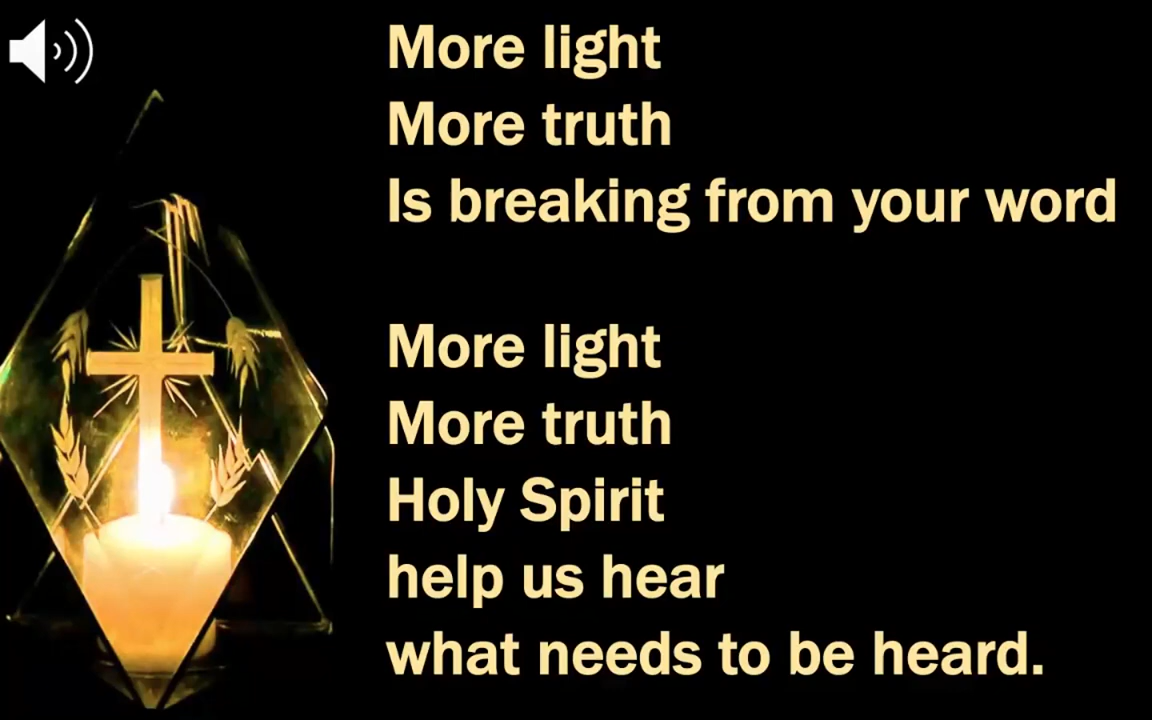 More light
More truth
Is breaking from your word
More light
More truth
Holy Spirit
help us hear
what needs to be heard.